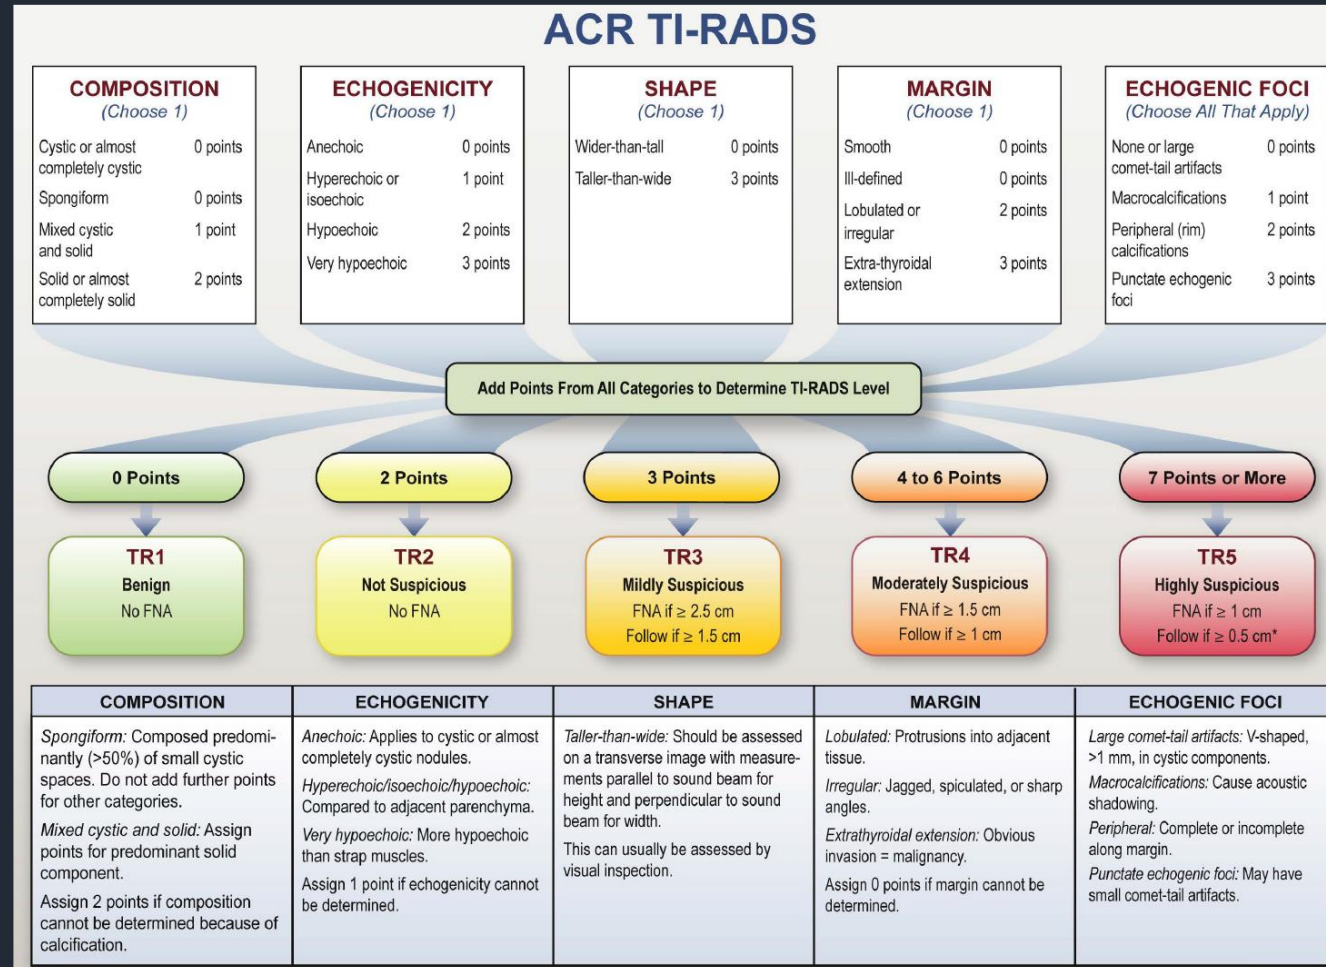 ACR TI-RADS
COMPOSITION
(Choose 1)
Cystic or almost 0 points
completely cystic
Spongiform 0 points
Mixed cystic 1 point
and solid
Solid or almost 2 points
completely solid
ECHOGENICITY
(Choose 1)
Anechoic 0 points
Hyperechoic or 1 point
isoechoic
Hypoechoic 2 points
Very hypoechoic 3 points
SHAPE
(Choose 1)
Wider-than-tall 0 points
Taller-than-wide 3 points
MARGIN
(Choose 1)
Smooth 0 points
Ill-defined 0 points
Lobulated or 2 points
irregular
Extra-thyroidal 3 points
extension
ECHOGENIC FOCI
(Choose All That Apply)
None or large 0 points
comet-tail artifacts
Macrocalcifications 1 point
Peripheral (rim) 2 points
calcifications
Punctate echogenic 3 points
foci
Add Points From All Categories to Determine TI-RADS Level
0 Points
2 Points
3 Points
4 to 6 Points
7 Points or More
TR1
Benign
No FNA
TR2
Not Suspicious
No FNA
TR3
Mildly Suspicious
FNA if ≥ 2.5 cm
Follow if ≥ 1.5 cm
TR4
Moderately Suspicious
FNA if ≥ 1.5 cm
Follow if ≥ 1 cm
TR5
Highly Suspicious
FNA if ≥ 1 cm
Follow if ≥ 0.5 cm*
COMPOSITION
Spongiform: Composed predomi-
nantly (>50%) of small cystic
spaces. Do not add further points
for other categories.
Mixed cystic and solid: Assign
points for predominant solid
component.
Assign 2 points if composition
cannot be determined because of
calcification.
ECHOGENICITY
Anechoic: Applies to cystic or almost
completely cystic nodules.
Hyperechoic/isoechoic/hypoechoic:
Compared to adjacent parenchyma.
Very hypoechoic: More hypoechoic
than strap muscles.
Assign 1 point if echogenicity cannot
be determined.
SHAPE
Taller-than-wide: Should be assessed
on a transverse image with measure-
ments parallel to sound beam for
height and perpendicular to sound
beam for width.
This can usually be assessed by
visual inspection.
MARGIN
Lobulated: Protrusions into adjacent
tissue.
Irregular: Jagged, spiculated, or sharp
angles.
Extrathyroidal extension: Obvious
invasion = malignancy.
Assign 0 points if margin cannot be
determined.
ECHOGENIC FOCI
Large comet-tail artifacts: V-shaped,
>1 mm, in cystic components.
Macrocalcifications: Cause acoustic
shadowing.
Peripheral: Complete or incomplete
along margin.
Punctate echogenic foci: May have
small comet-tail artifacts.